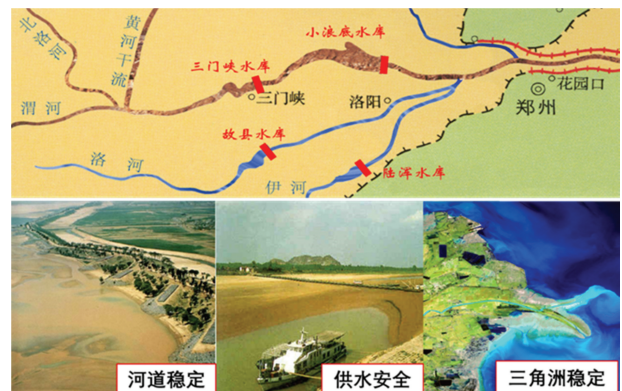 北洛河
黄河干流
小浪底水库
三门峡水库
三门峡
洛阳
花园口
郑州
渭河
故县水库
洛河
伊河
陆浑水库
河道稳定
供水安全
三角洲稳定